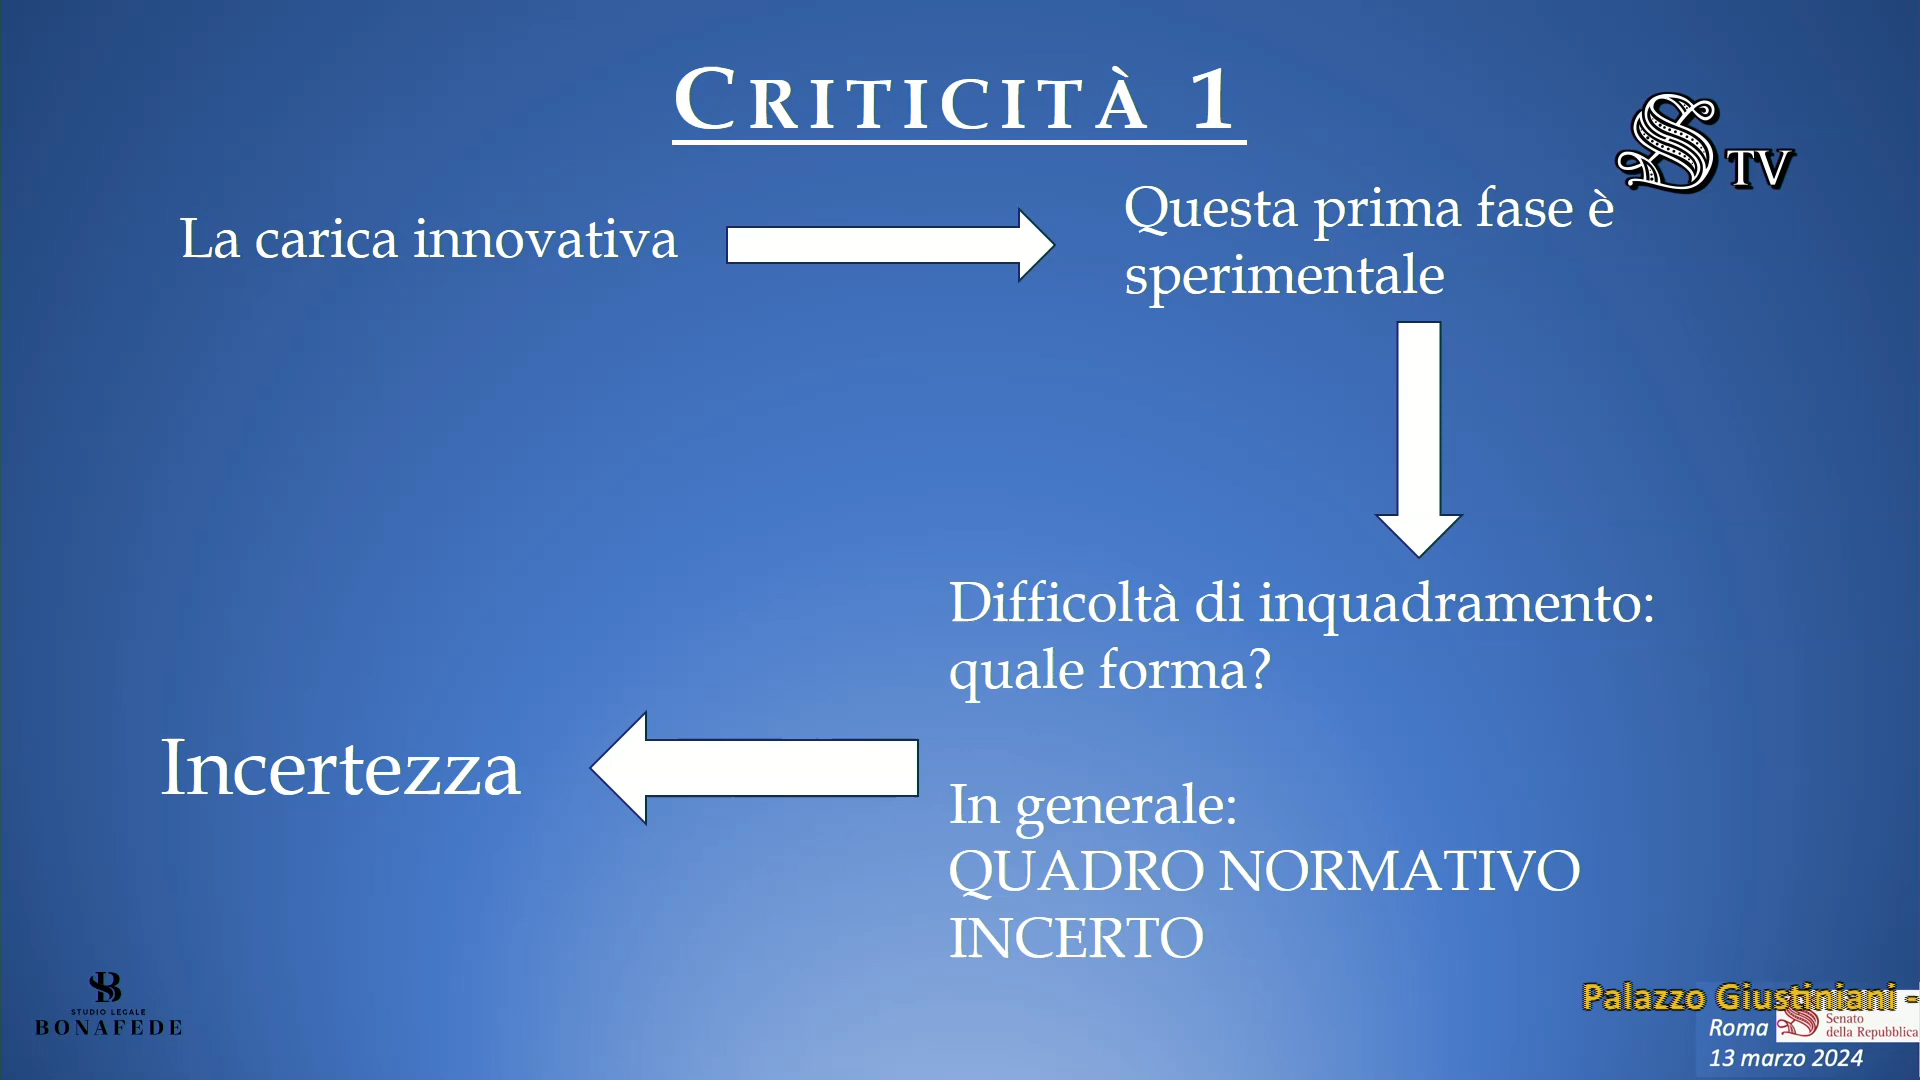 CRITICITÀ 1
S TV
La carica innovativa
Questa prima fase è
sperimentale
Difficoltà di inquadramento:
quale forma?
Incertezza
In generale:
QUADRO NORMATIVO
INCERTO
SB
STUDIO LEGALE
BONAFEDE
Palazzo Giustiniani -
Roma
Senato
della Repubblica
13 marzo 2024